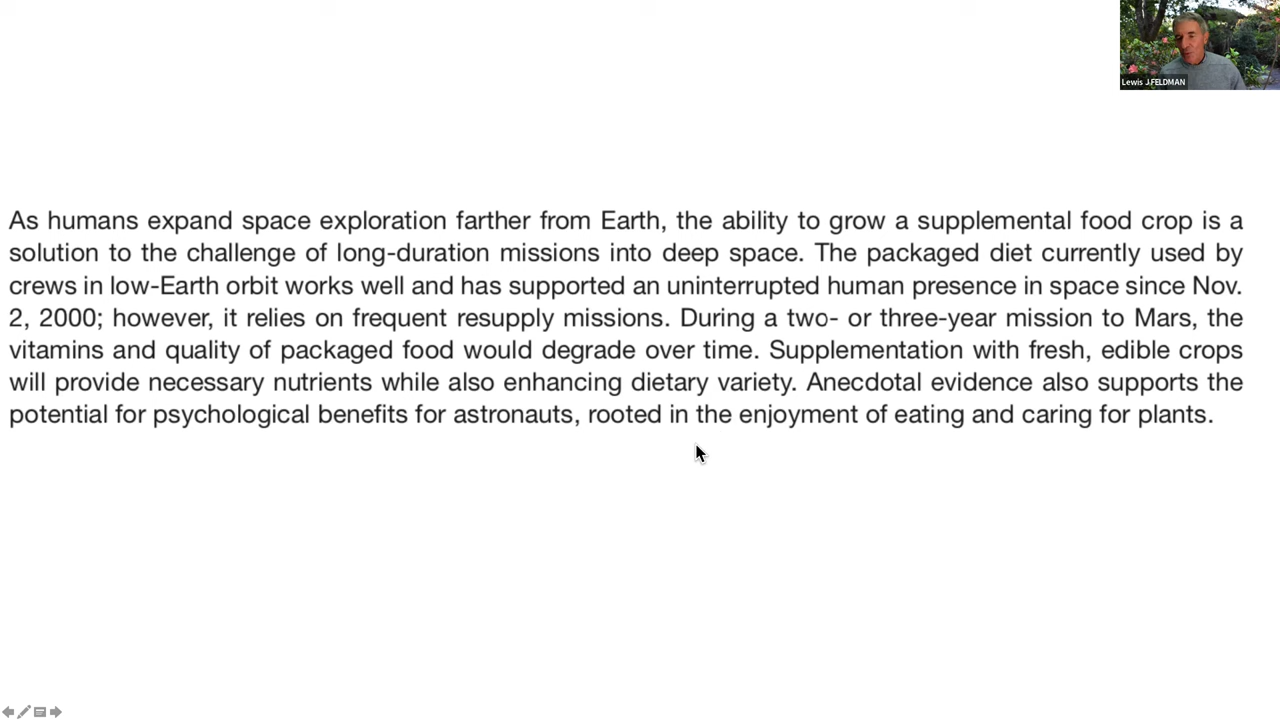 Lewis J FELDMAN
As humans expand space exploration farther from Earth, the ability to grow a supplemental food crop is a
solution to the challenge of long-duration missions into deep space. The packaged diet currently used by
crews in low-Earth orbit works well and has supported an uninterrupted human presence in space since Nov.
2, 2000; however, it relies on frequent resupply missions. During a two- or three-year mission to Mars, the
vitamins and quality of packaged food would degrade over time. Supplementation with fresh, edible crops
will provide necessary nutrients while also enhancing dietary variety. Anecdotal evidence also supports the
potential for psychological benefits for astronauts, rooted in the enjoyment of eating and caring for plants.